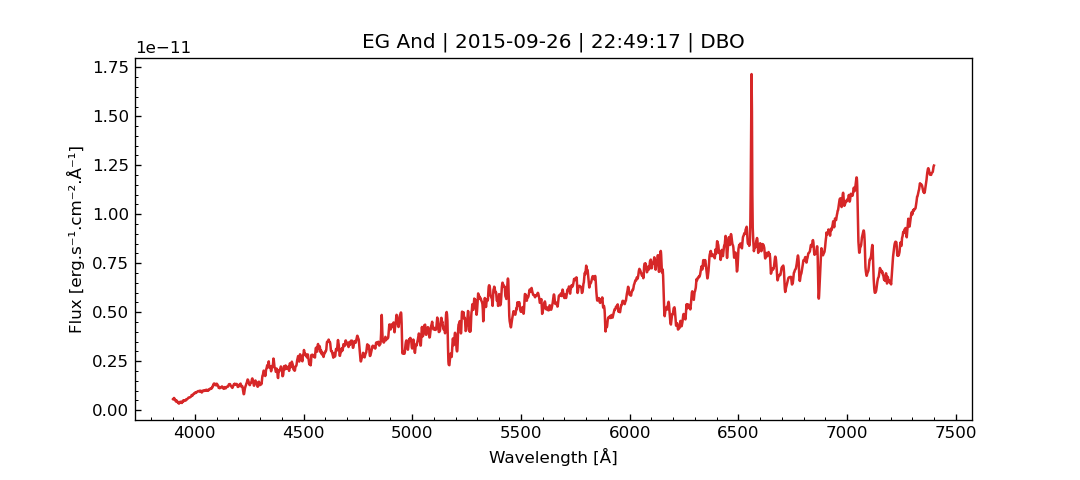 EG And | 2015-09-26 | 22:49:17 | DBO
1e−11
1.75
1.50
1.25
1.00
0.75
0.50
0.25
0.00
Flux [erg.s⁻¹.cm⁻².Å⁻¹]
4000 4500 5000 5500 6000 6500 7000 7500
Wavelength [Å]